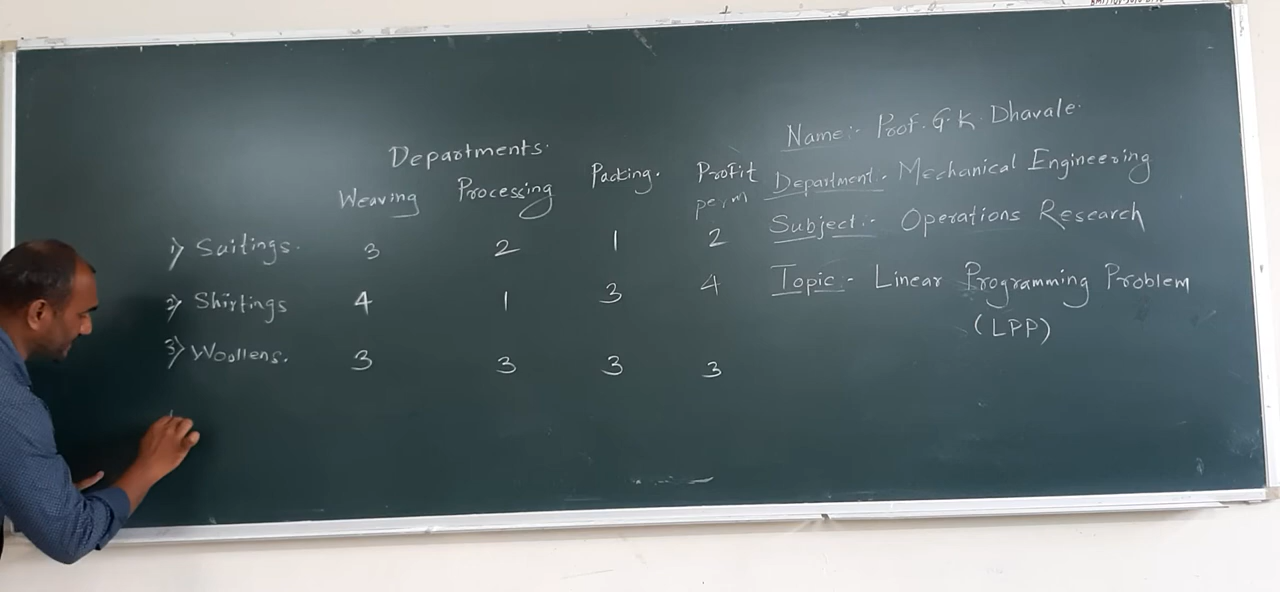 Departments.
Weaving Processing Packing. Profit per m
1) Suitings. 3 2 1 2
2) Shirtings 4 1 3 4
3) Woollens. 3 3 3 3
Name:- Prof. G. K. Dhavale.
Department:- Mechanical Engineering
Subject:- Operations Research
Topic:- Linear Programming Problem
(LPP)